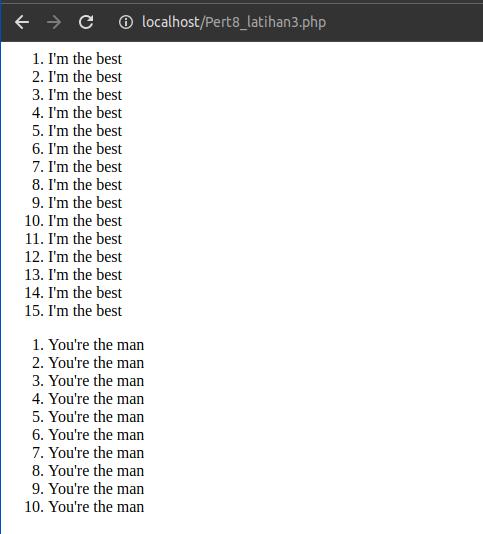 localhost/Pert8_latihan3.php
1. I'm the best
2. I'm the best
3. I'm the best
4. I'm the best
5. I'm the best
6. I'm the best
7. I'm the best
8. I'm the best
9. I'm the best
10. I'm the best
11. I'm the best
12. I'm the best
13. I'm the best
14. I'm the best
15. I'm the best
1. You're the man
2. You're the man
3. You're the man
4. You're the man
5. You're the man
6. You're the man
7. You're the man
8. You're the man
9. You're the man
10. You're the man